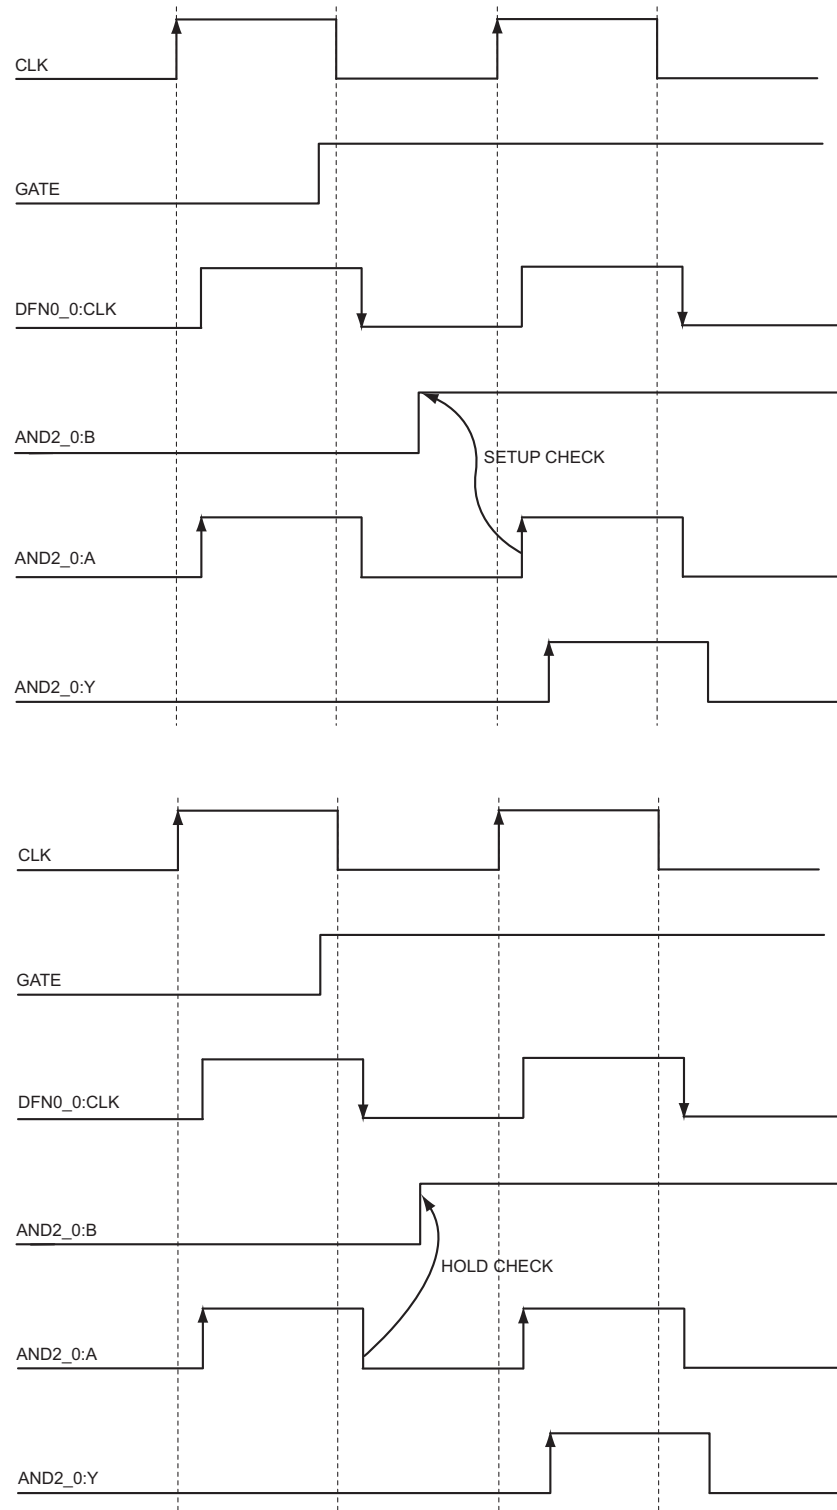 CLK
GATE
DFN0_0:CLK
AND2_0:B
SETUP CHECK
AND2_0:A
AND2_0:Y
CLK
GATE
DFN0_0:CLK
AND2_0:B
HOLD CHECK
AND2_0:A
AND2_0:Y